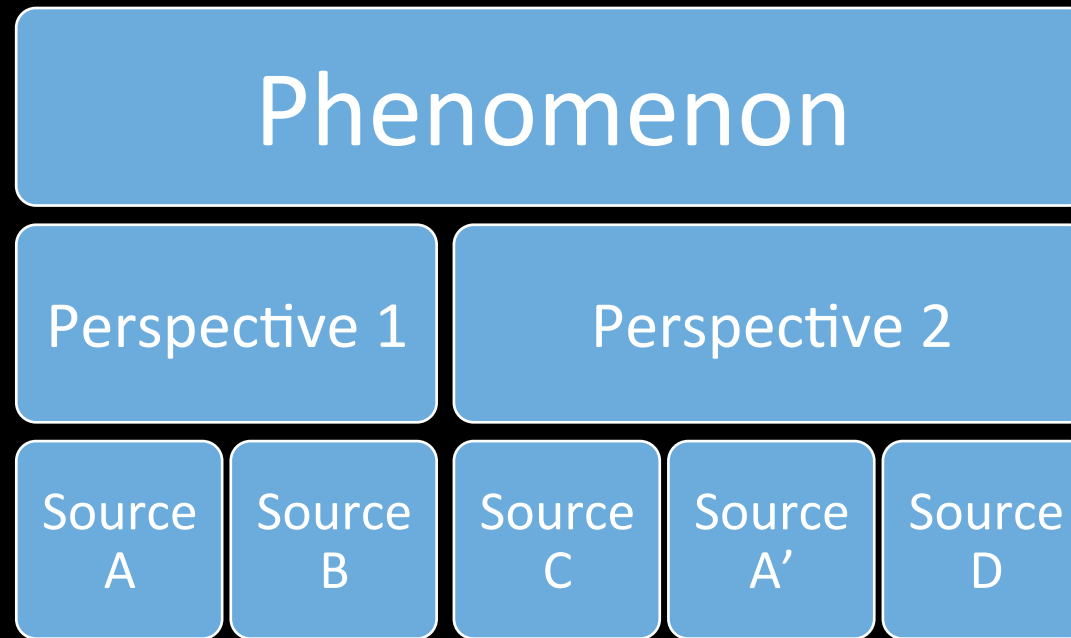 Phenomenon
Perspective 1
Perspective 2
Source
A
Source
B
Source
C
Source
A’
Source
D